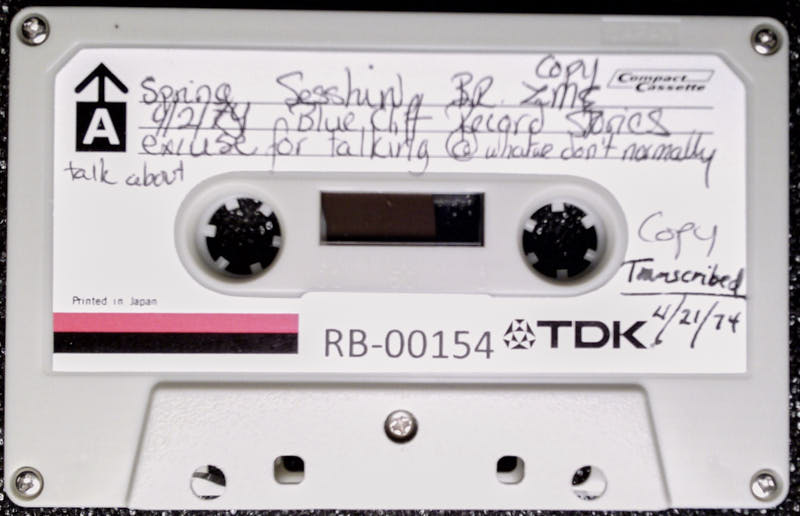 Copy
Spring Sesshin B.R. ZMC
4/2/74 Blue Cliff Record Stories
excuse for talking @ what we don't normally
talk about
Compact
Cassette
A
Copy
Transcribed
4/21/74
Printed in Japan
RB-00154
TDK